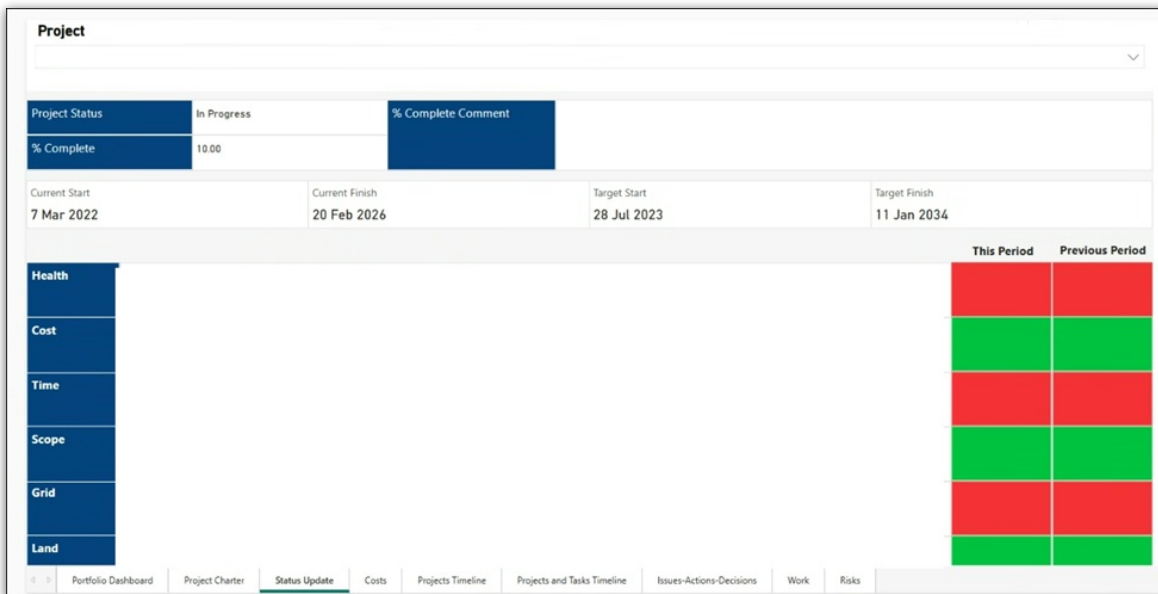 Project
Project Status In Progress % Complete Comment
% Complete 10.00
Current Start Current Finish Target Start Target Finish
7 Mar 2022 20 Feb 2026 28 Jul 2023 11 Jan 2034
This Period Previous Period
Health
Cost
Time
Scope
Grid
Land
Portfolio Dashboard Project Charter Status Update Costs Projects Timeline Projects and Tasks Timeline Issues-Actions-Decisions Work Risks